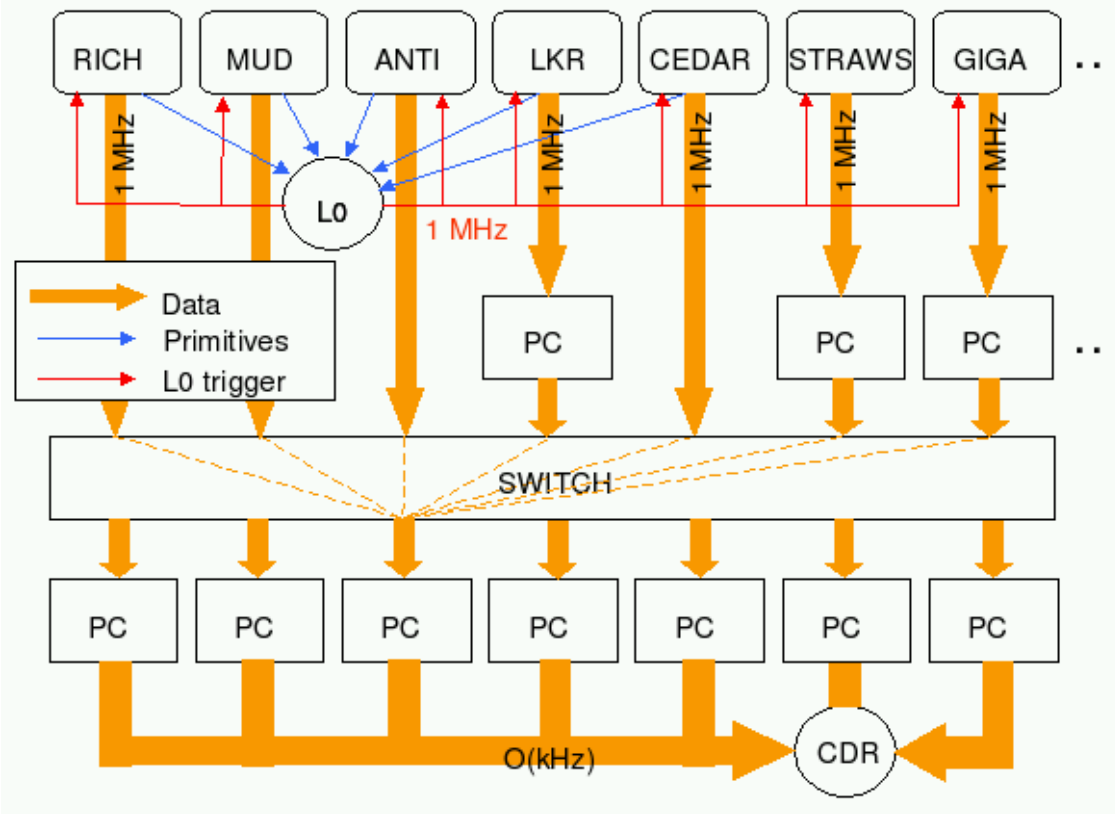 RICH
MUD
ANTI
LKR
CEDAR
STRAWS
GIGA
..
1 MHz
1 MHz
1 MHz
1 MHz
1 MHz
L0
1 MHz
Data
Primitives
L0 trigger
PC
PC
PC
..
SWITCH
PC
PC
PC
PC
PC
PC
PC
O(kHz)
CDR